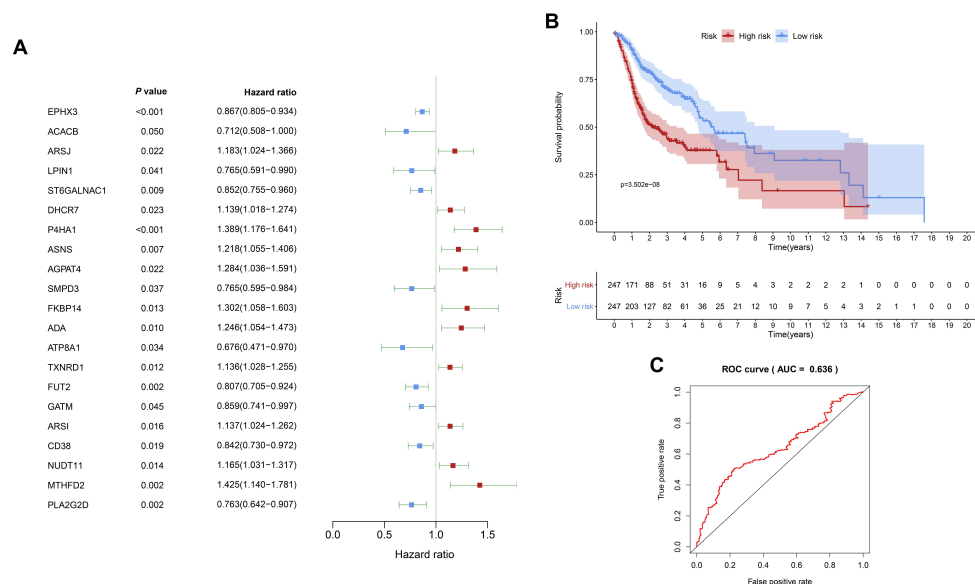 A
P value Hazard ratio
EPHX3 <0.001 0.867(0.805−0.934)
ACACB 0.050 0.712(0.508−1.000)
ARSJ 0.022 1.183(1.024−1.366)
LPIN1 0.041 0.765(0.591−0.990)
ST6GALNAC1 0.009 0.852(0.755−0.960)
DHCR7 0.023 1.139(1.018−1.274)
P4HA1 <0.001 1.389(1.176−1.641)
ASNS 0.007 1.218(1.055−1.406)
AGPAT4 0.022 1.284(1.036−1.591)
SMPD3 0.037 0.765(0.595−0.984)
FKBP14 0.013 1.302(1.058−1.603)
ADA 0.010 1.246(1.054−1.473)
ATP8A1 0.034 0.676(0.471−0.970)
TXNRD1 0.012 1.136(1.028−1.255)
FUT2 0.002 0.807(0.705−0.924)
GATM 0.045 0.859(0.741−0.997)
ARSI 0.016 1.137(1.024−1.262)
CD38 0.019 0.842(0.730−0.972)
NUDT11 0.014 1.165(1.031−1.317)
MTHFD2 0.002 1.425(1.140−1.781)
PLA2G2D 0.002 0.763(0.642−0.907)
0.0 0.5 1.0 1.5
Hazard ratio
B
Risk High risk Low risk
Survival probability
1.00
0.75
0.50
0.25
0.00
p=3.502e−08
0 1 2 3 4 5 6 7 8 9 10 11 12 13 14 15 16 17 18 19 20
Time(years)
Risk
High risk 247 171 88 51 31 16 9 5 4 2 2 2 2 2 1 0 0 0 0 0 0
Low risk 247 203 127 82 61 36 25 21 12 10 9 7 5 4 3 2 1 1 0 0 0
0 1 2 3 4 5 6 7 8 9 10 11 12 13 14 15 16 17 18 19 20
Time(years)
C
ROC curve ( AUC = 0.636 )
True positive rate
1.0
0.8
0.6
0.4
0.2
0.0
0.0 0.2 0.4 0.6 0.8 1.0
False positive rate